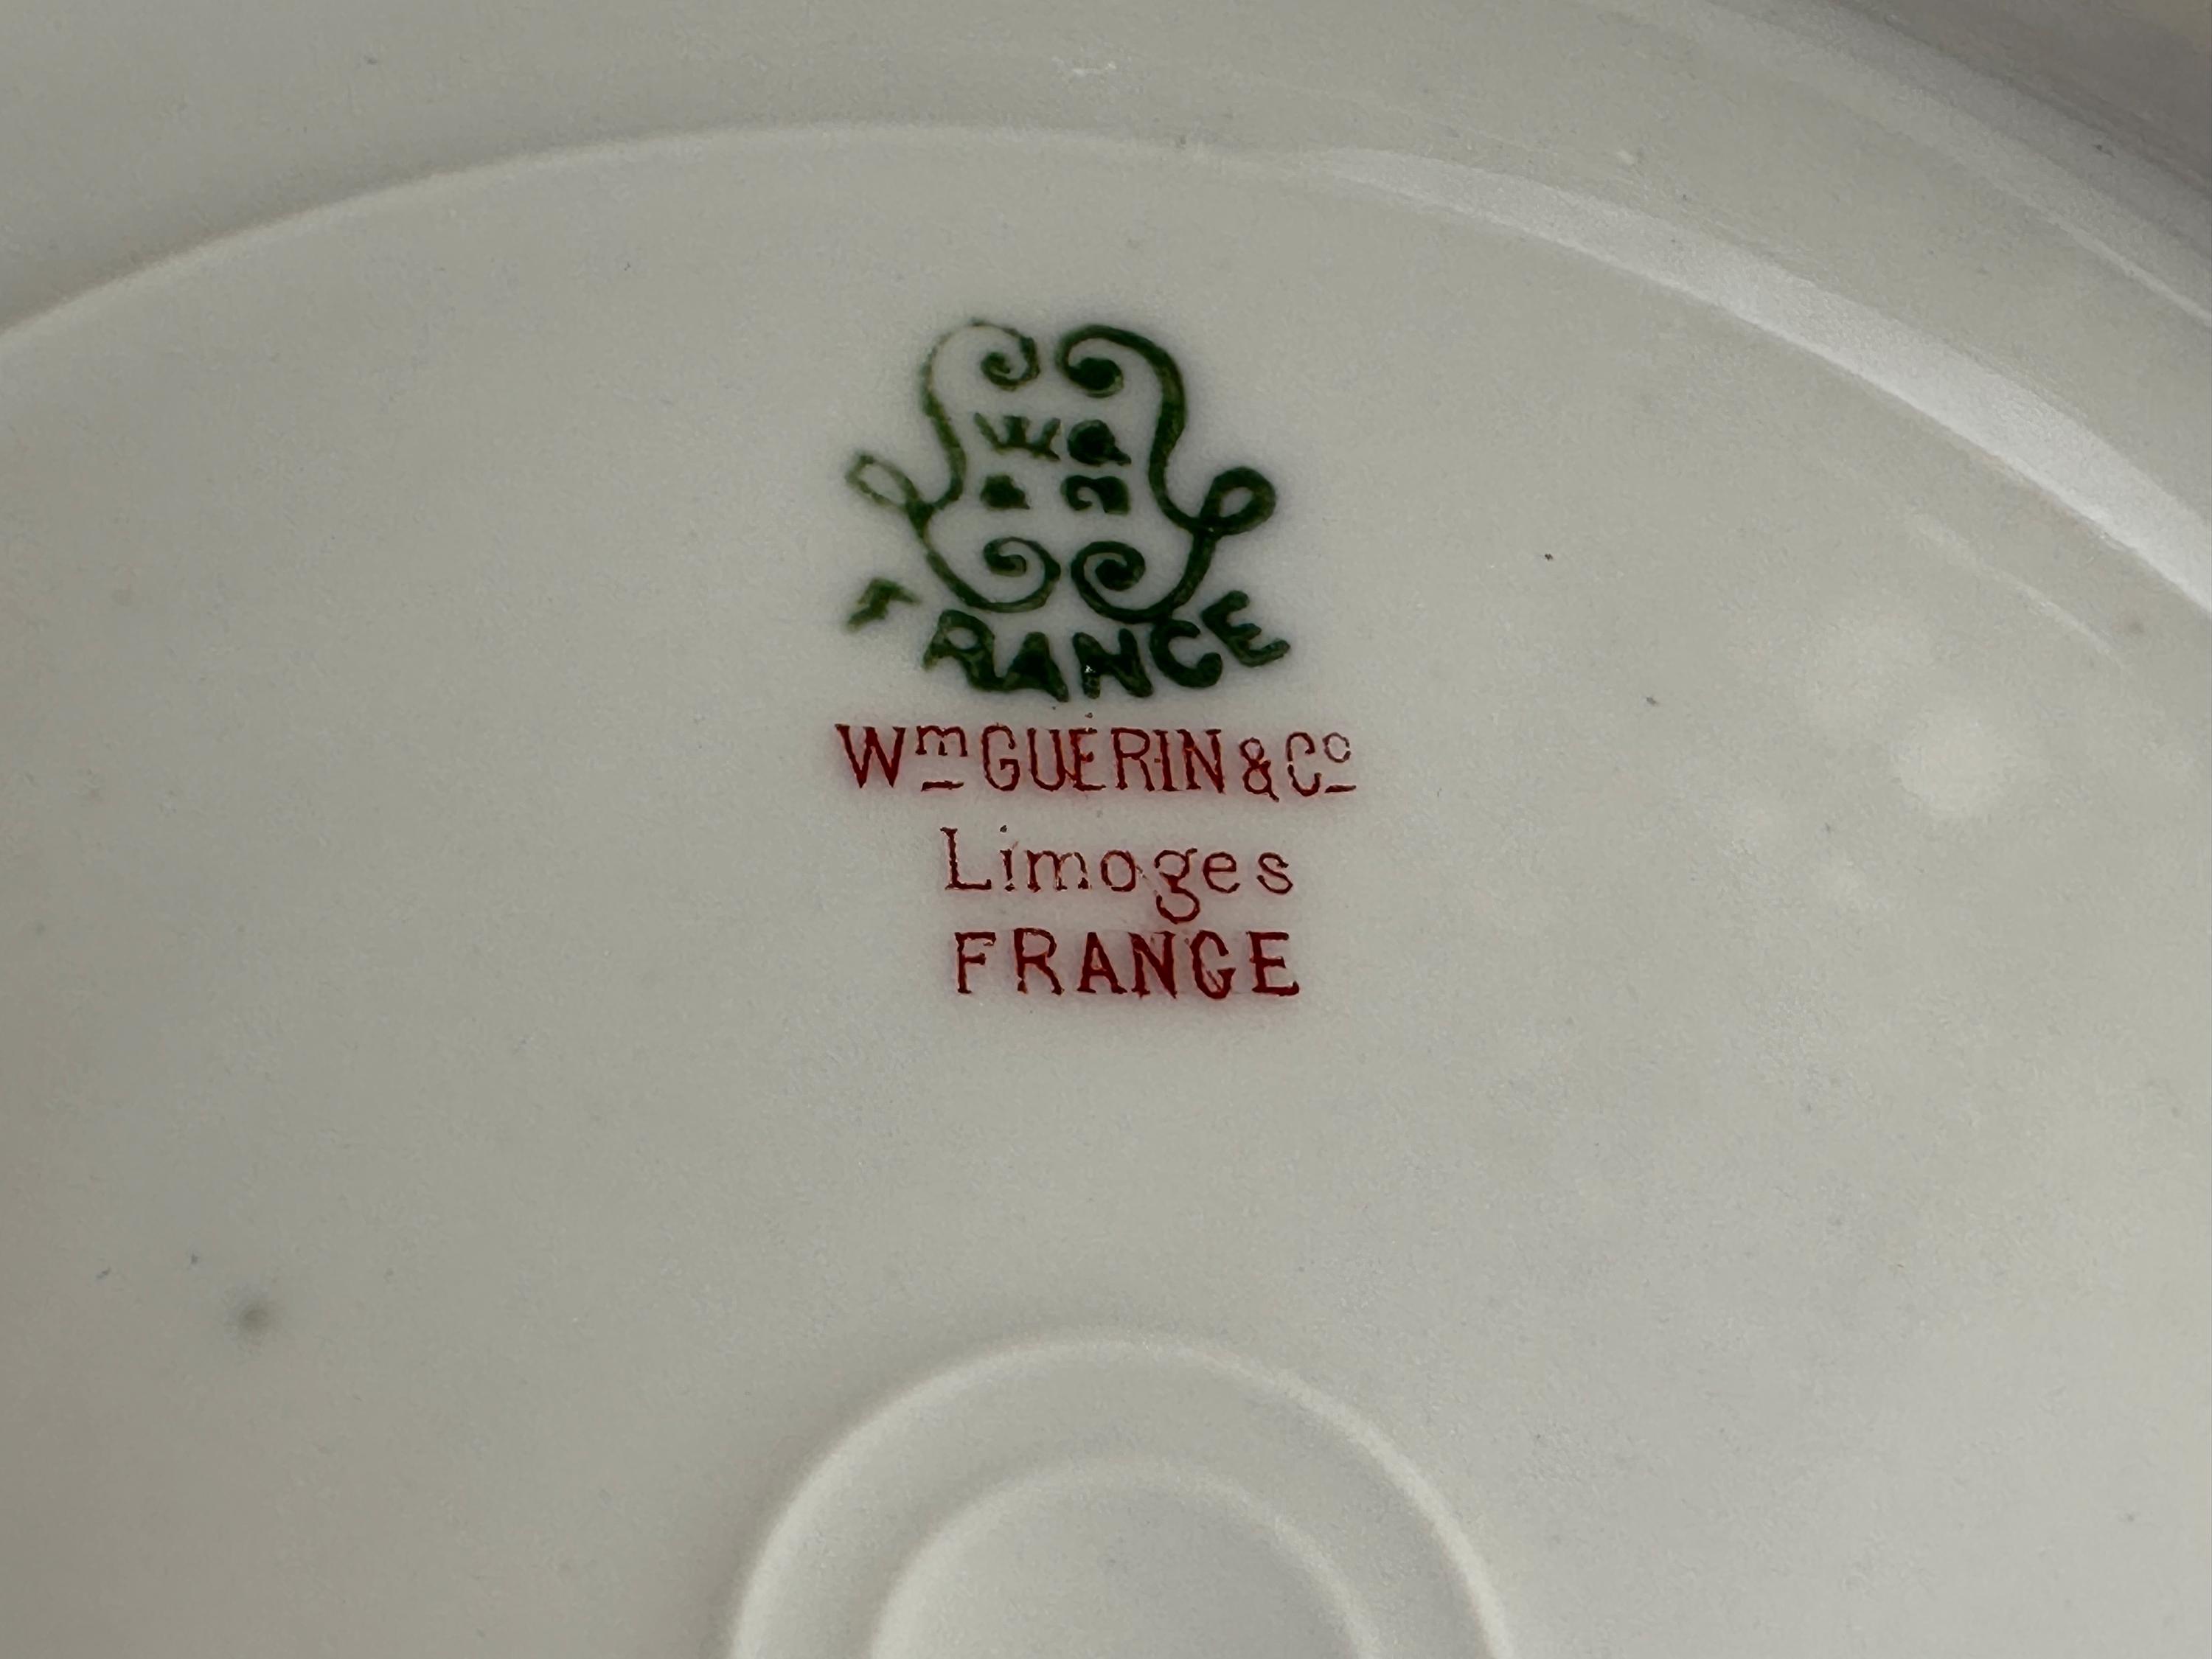 FRANCE
Wm GUERIN & Co
Limoges
FRANCE